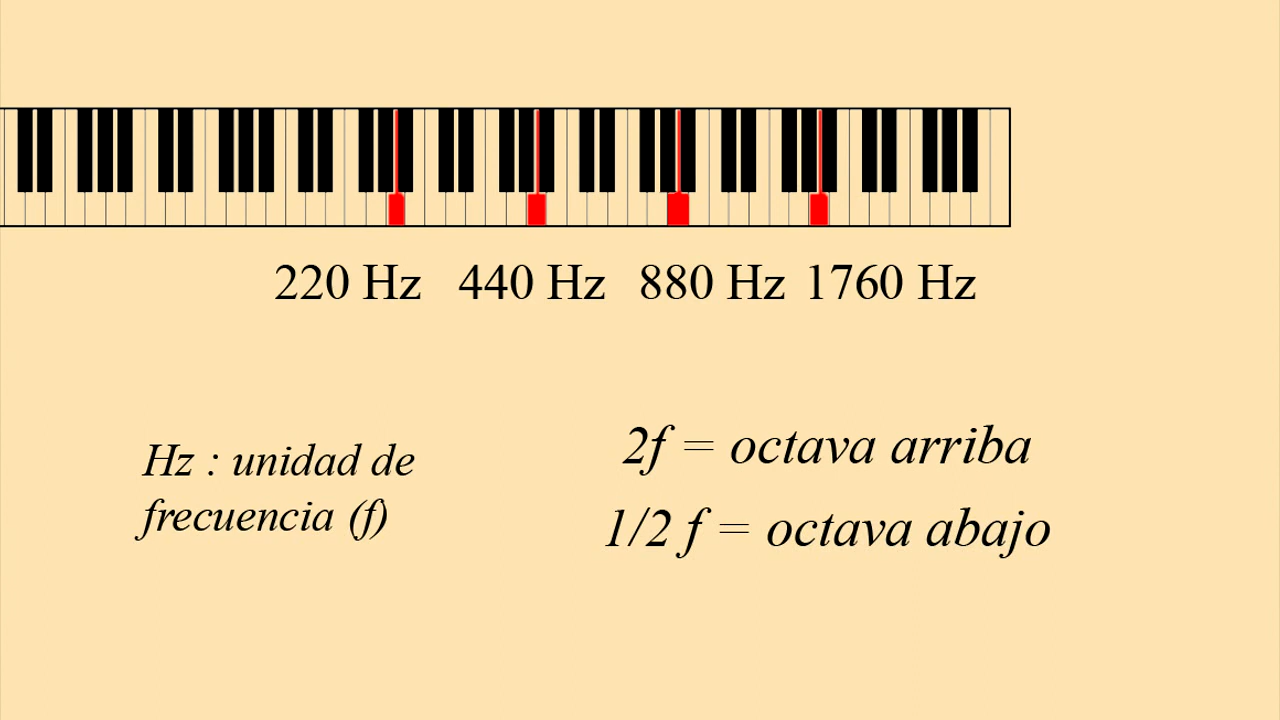 220 Hz 440 Hz 880 Hz 1760 Hz
Hz : unidad de
frecuencia (f)
2f = octava arriba
1/2 f = octava abajo